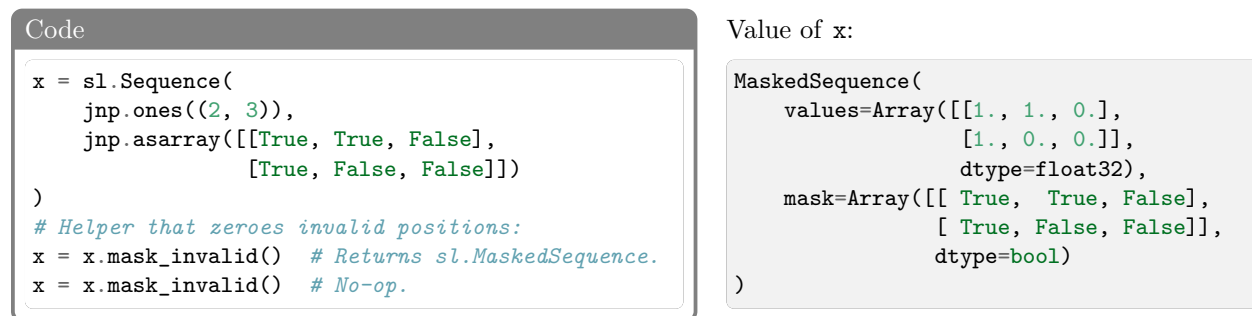 Code
x = sl.Sequence(
    jnp.ones((2, 3)),
    jnp.asarray([[True, True, False],
                 [True, False, False]])
)
# Helper that zeroes invalid positions:
x = x.mask_invalid()  # Returns sl.MaskedSequence.
x = x.mask_invalid()  # No-op.
Value of x:
MaskedSequence(
    values=Array([[1., 1., 0.],
                  [1., 0., 0.]],
                  dtype=float32),
    mask=Array([[ True,  True, False],
                [ True, False, False]],
                dtype=bool)
)